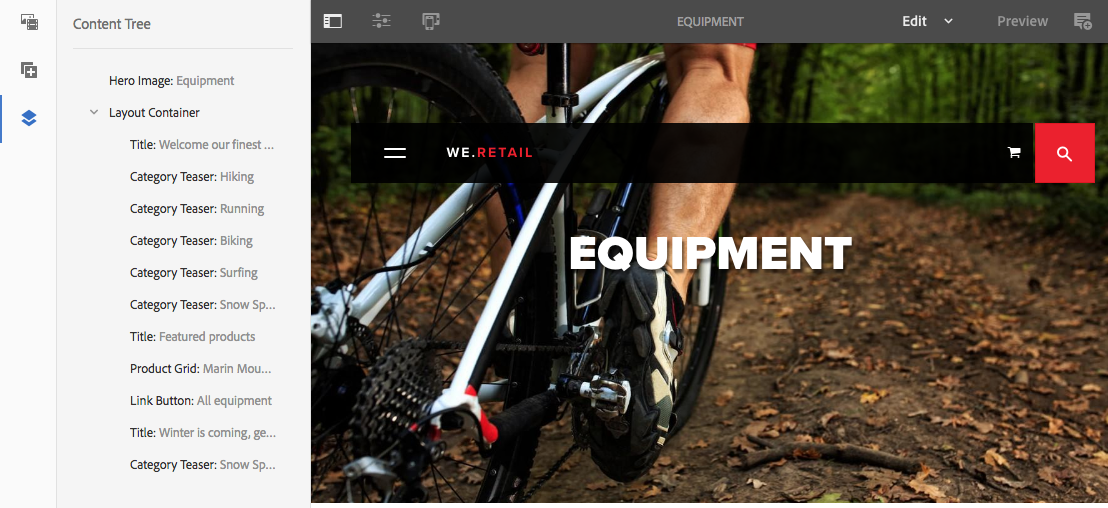 Content Tree
EQUIPMENT
Edit
Preview
Hero Image: Equipment
Layout Container
Title: Welcome our finest ...
Category Teaser: Hiking
Category Teaser: Running
Category Teaser: Biking
Category Teaser: Surfing
Category Teaser: Snow Sp...
Title: Featured products
Product Grid: Marin Mou...
Link Button: All equipment
Title: Winter is coming, ge...
Category Teaser: Snow Sp...
WE.RETAIL
EQUIPMENT